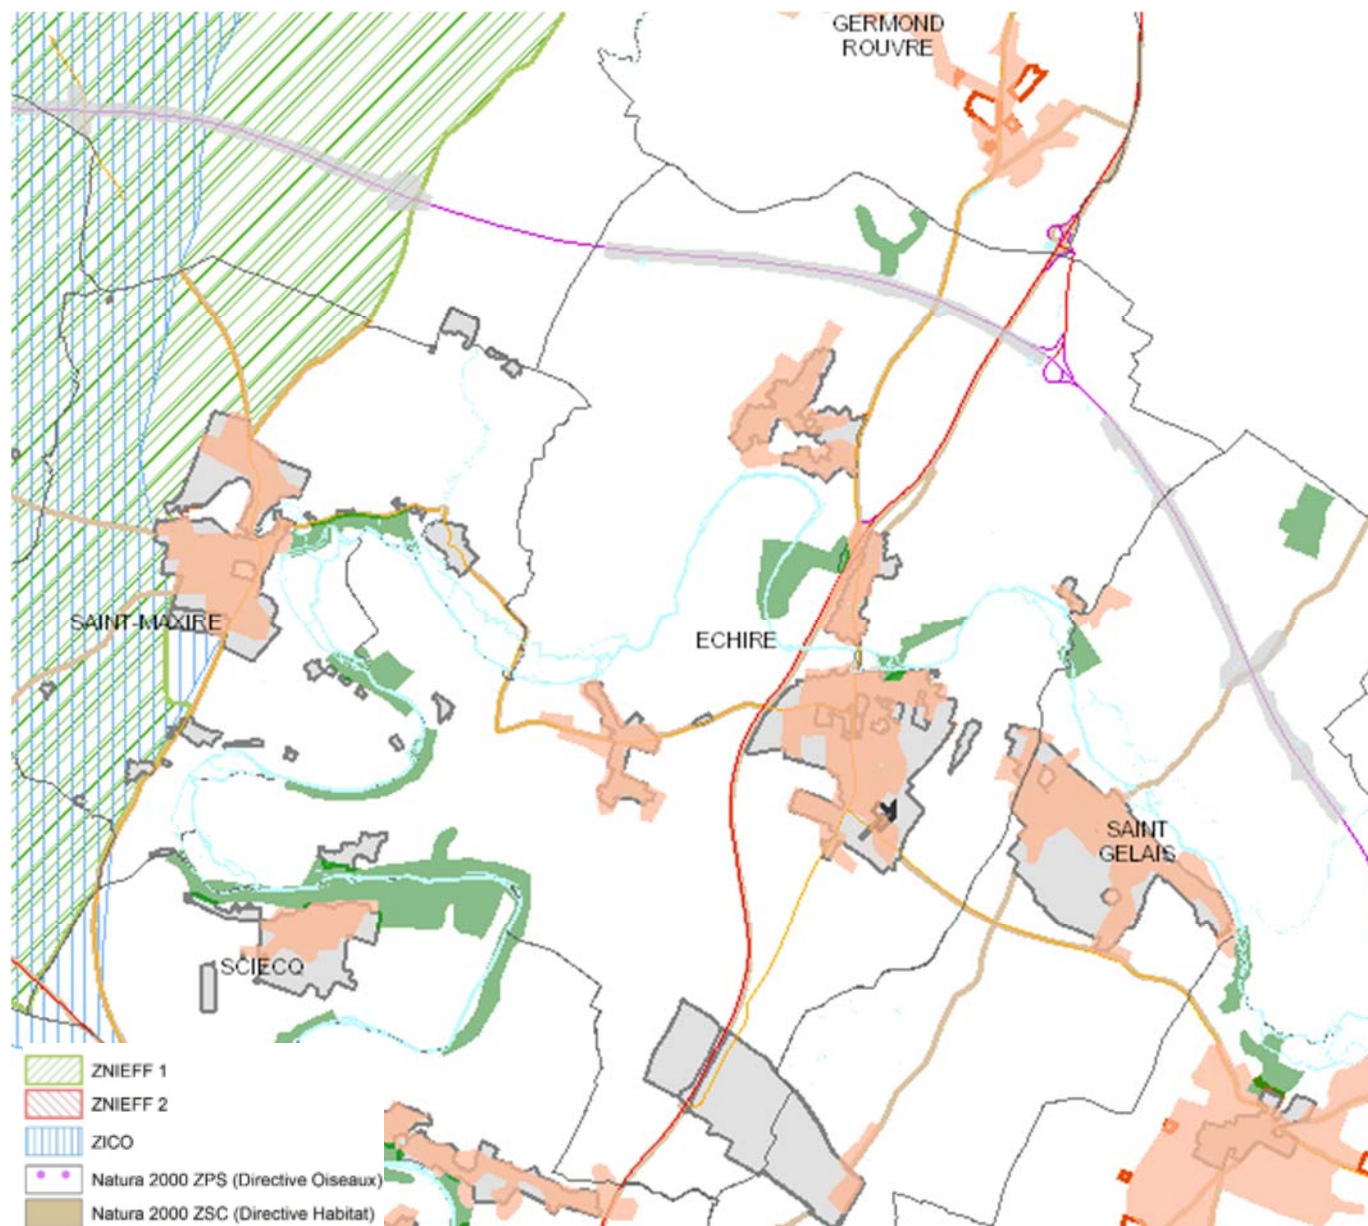 GERMOND
ROUVRE
SAINT-MAXIRE
ECHIRE
SAINT
GELAIS
SCIECQ
ZNIEFF 1
ZNIEFF 2
ZICO
Natura 2000 ZPS (Directive Oiseaux)
Natura 2000 ZSC (Directive Habitat)